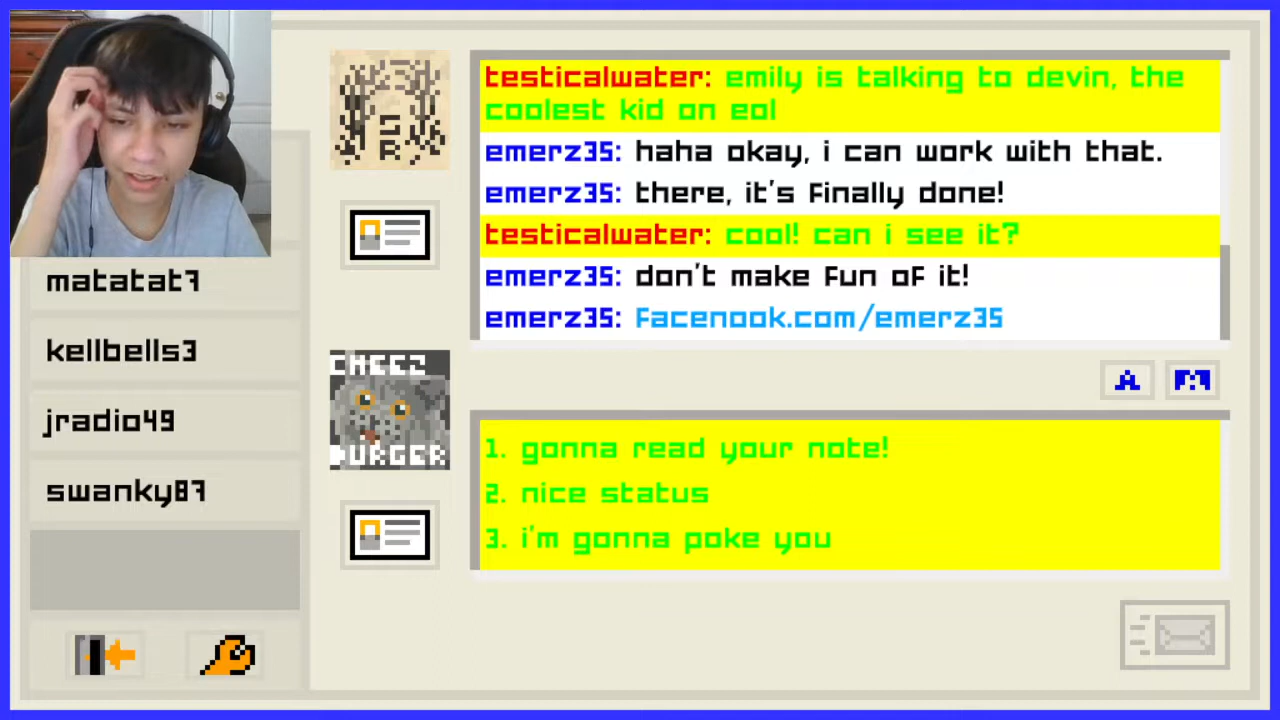 testicalwater: emily is talking to devin, the
coolest kid on eol
emerz35: haha okay, i can work with that.
emerz35: there, it's finally done!
testicalwater: cool! can i see it?
emerz35: don't make fun of it!
emerz35: facenook.com/emerz35
matatat7
kellbells3
jradio49
swanky87
CHEEZ
BURGER
A
1. gonna read your note!
2. nice status
3. i'm gonna poke you